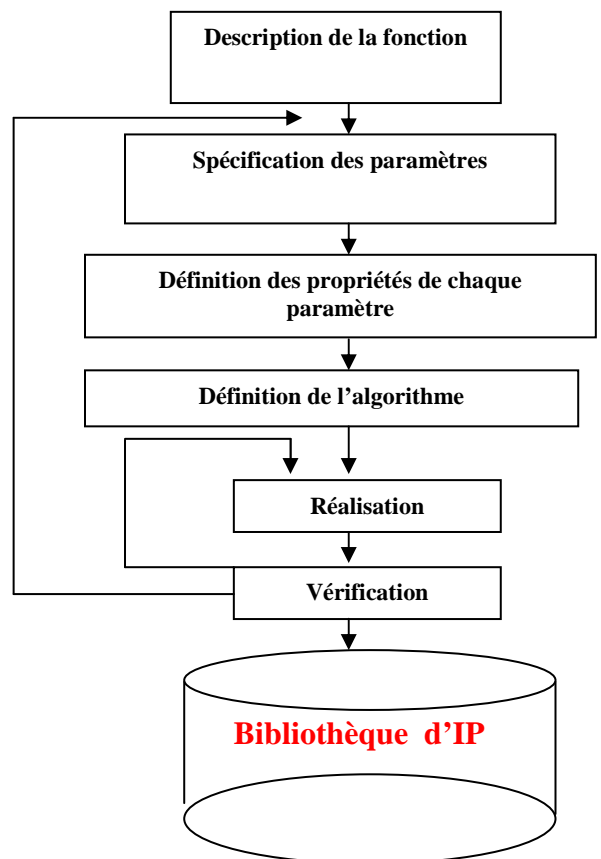 Description de la fonction
Spécification des paramètres
Définition des propriétés de chaque
paramètre
Définition de l’algorithme
Réalisation
Vérification
Bibliothèque d’IP